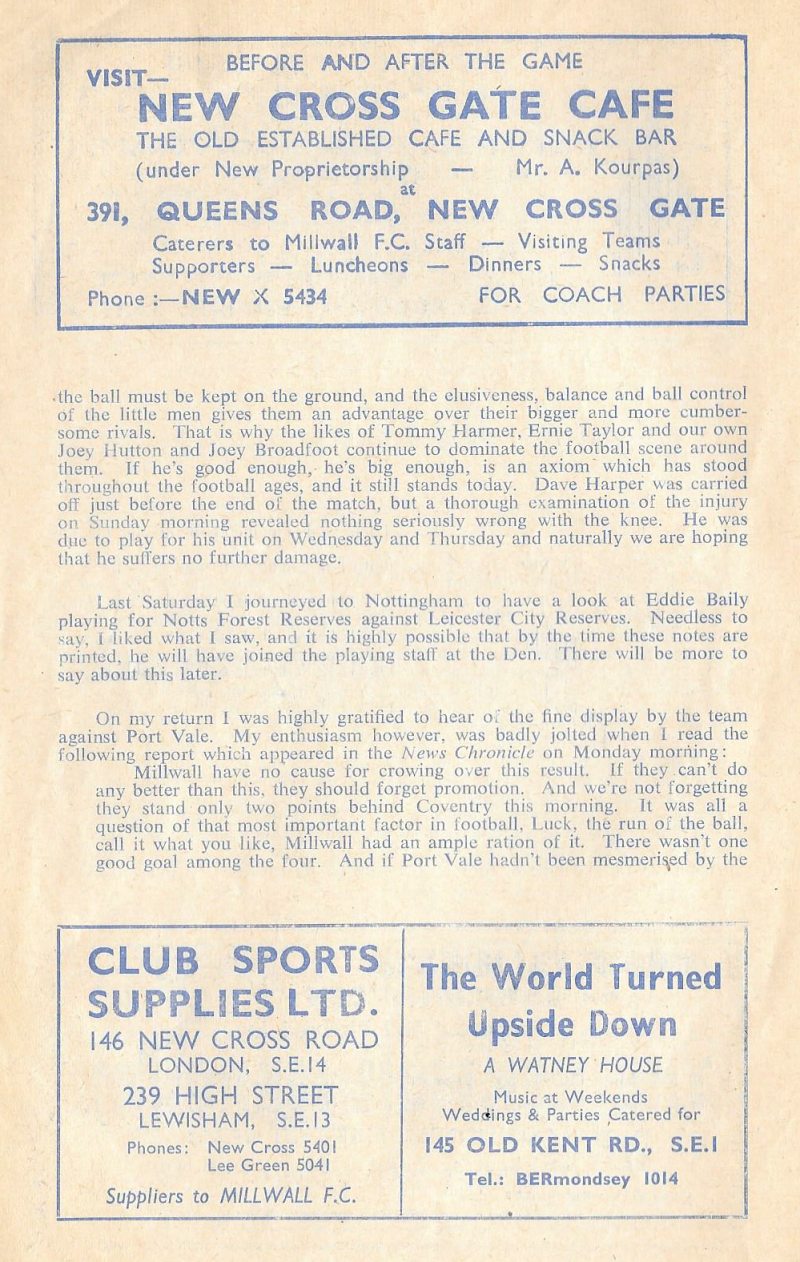 BEFORE AND AFTER THE GAME
VISIT—
NEW CROSS GATE CAFE
THE OLD ESTABLISHED CAFE AND SNACK BAR
(under New Proprietorship — Mr. A. Kourpas)
at
391, QUEENS ROAD, NEW CROSS GATE
Caterers to Millwall F.C. Staff — Visiting Teams
Supporters — Luncheons — Dinners — Snacks
Phone :—NEW X 5434 FOR COACH PARTIES
the ball must be kept on the ground, and the elusiveness, balance and ball control
of the little men gives them an advantage over their bigger and more cumber-
some rivals. That is why the likes of Tommy Harmer, Ernie Taylor and our own
Joey Hutton and Joey Broadfoot continue to dominate the football scene around
them. If he's good enough, he's big enough, is an axiom which has stood
throughout the football ages, and it still stands today. Dave Harper was carried
off just before the end of the match, but a thorough examination of the injury
on Sunday morning revealed nothing seriously wrong with the knee. He was
due to play for his unit on Wednesday and Thursday and naturally we are hoping
that he suffers no further damage.
Last Saturday I journeyed to Nottingham to have a look at Eddie Baily
playing for Notts Forest Reserves against Leicester City Reserves. Needless to
say, I liked what I saw, and it is highly possible that by the time these notes are
printed, he will have joined the playing staff at the Den. There will be more to
say about this later.
On my return I was highly gratified to hear of the fine display by the team
against Port Vale. My enthusiasm however, was badly jolted when I read the
following report which appeared in the News Chronicle on Monday morning:
Millwall have no cause for crowing over this result. If they can't do
any better than this, they should forget promotion. And we're not forgetting
they stand only two points behind Coventry this morning. It was all a
question of that most important factor in football, Luck, the run of the ball,
call it what you like, Millwall had an ample ration of it. There wasn't one
good goal among the four. And if Port Vale hadn't been mesmerised by the
CLUB SPORTS
SUPPLIES LTD.
146 NEW CROSS ROAD
LONDON, S.E.14
239 HIGH STREET
LEWISHAM, S.E.13
Phones: New Cross 5401
Lee Green 5041
Suppliers to MILLWALL F.C.
The World Turned
Upside Down
A WATNEY HOUSE
Music at Weekends
Weddings & Parties Catered for
145 OLD KENT RD., S.E.1
Tel.: BERmondsey 1014